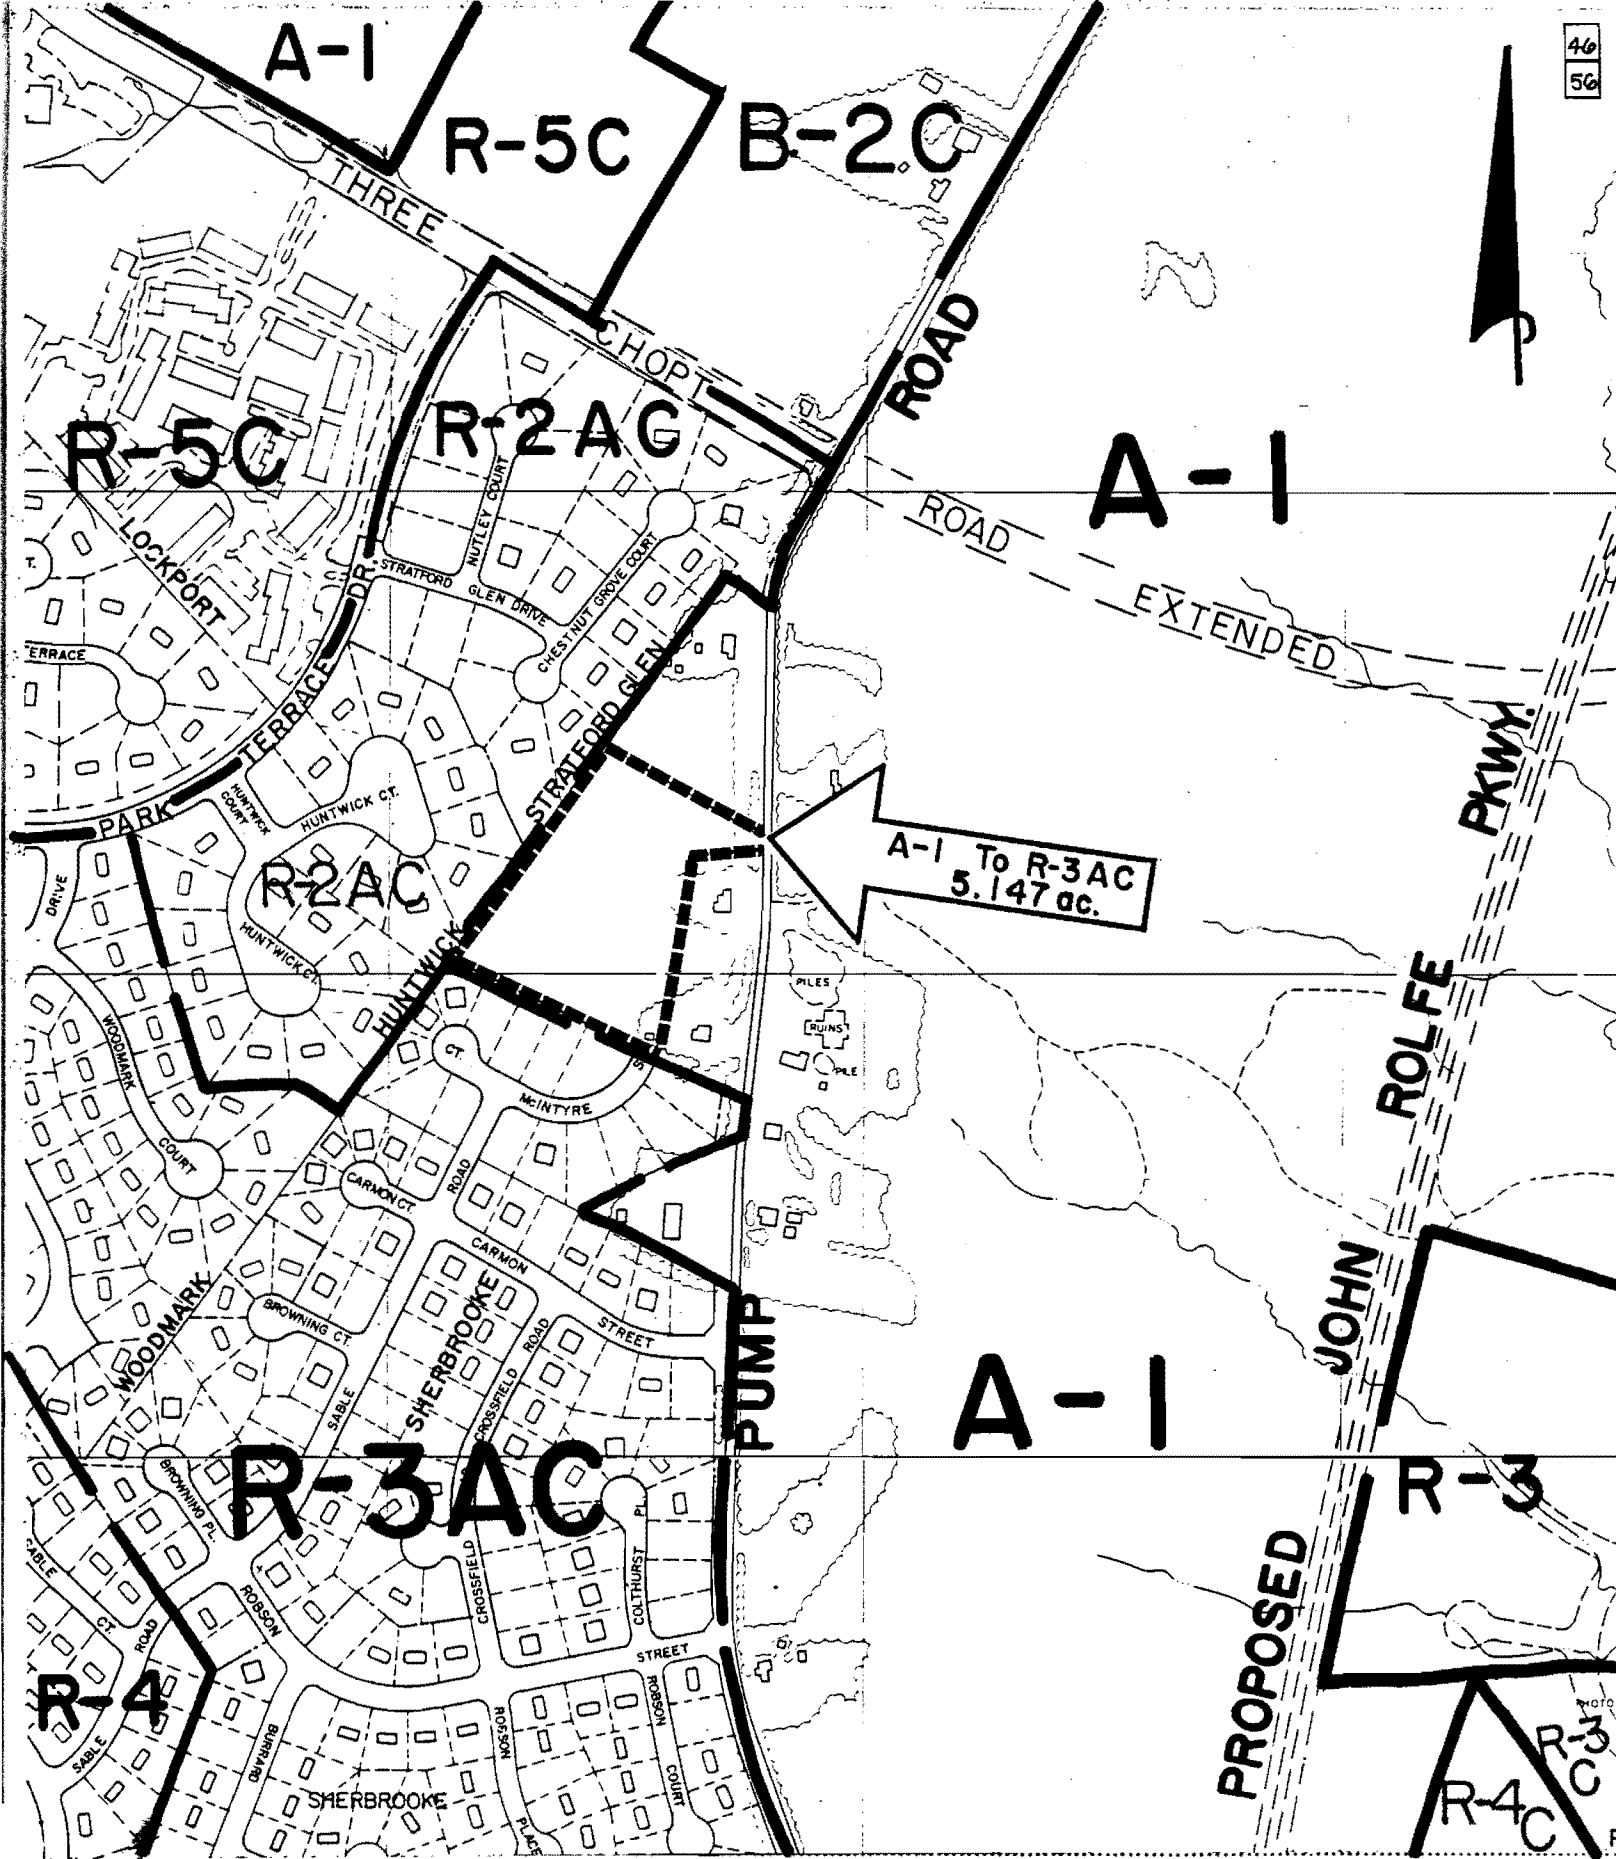 A-1
46
56
R-5C
B-2C
THREE
CHOPT
ROAD
R-5C
R-2AC
A-1
ROAD
EXTENDED
LOCKPORT
NUTLEY COURT
STRATFORD
GLEN DRIVE
CHESTNUT GROVE COURT
T.
DR.
TERRACE
PARK
ERRACE
STRATFORD GLEN
HUNTWICK
COURT
HUNTWICK CT.
PKWY.
A-1 To R-3AC
5.147 ac.
R-2AC
DRIVE
HUNTWICK CT.
HUNTWICK
PILES
RUINS
PILE
ROLFE
WOODMARK
COURT
CT.
McINTYRE
S
CARMON CT.
ROAD
CARMON
STREET
WOODMARK
BROWNING CT.
SHERBROOKE
SABLE
CROSSFIELD
ROAD
PUMP
JOHN
A-1
R-3AC
R-3
BROWNING PL.
SABLE
CT.
ROAD
ROBSON
CROSSFIELD
COLTHURST
PL.
STREET
PROPOSED
R-4
SABLE
BURRARD
ROBSON
PLACE
ROBSON
COURT
SHERBROOKE
R-3
C
R-4
C